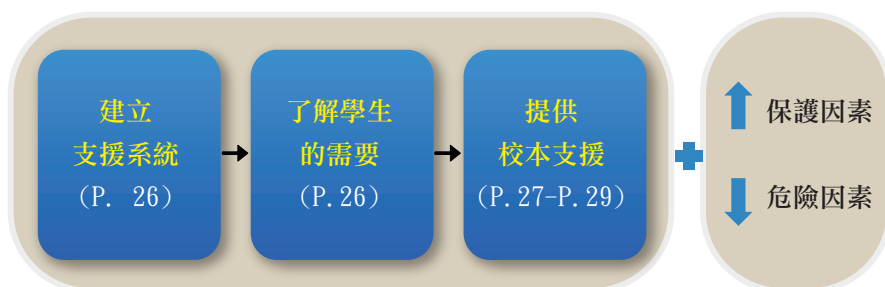 建立
支援系統
(P. 26)
了解學生
的需要
(P.26)
提供
校本支援
(P.27-P.29)
保護因素
危險因素